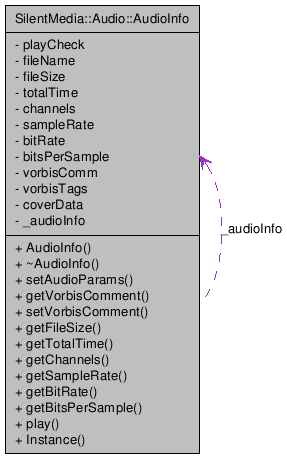 SilentMedia::Audio::AudioInfo
- playCheck
- fileName
- fileSize
- totalTime
- channels
- sampleRate
- bitRate
- bitsPerSample
- vorbisComm
- vorbisTags
- coverData
- _audioInfo
+ AudioInfo()
+ ~AudioInfo()
+ setAudioParams()
+ getVorbisComment()
+ setVorbisComment()
+ getFileSize()
+ getTotalTime()
+ getChannels()
+ getSampleRate()
+ getBitRate()
+ getBitsPerSample()
+ play()
+ Instance()
_audioInfo